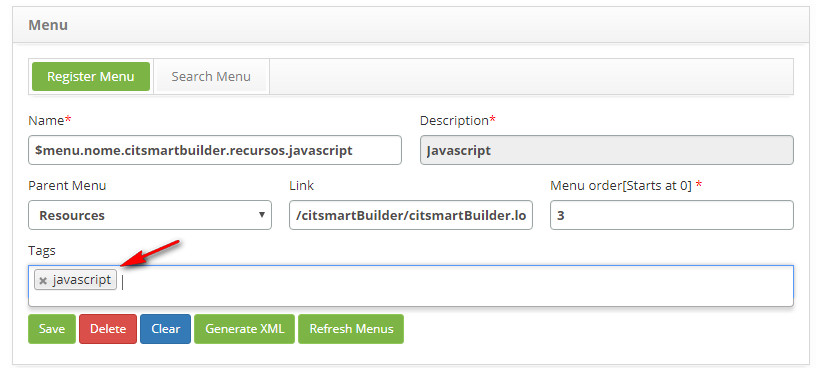 Menu
Register Menu Search Menu
Name* Description*
$menu.nome.citsmartbuilder.recursos.javascript Javascript
Parent Menu Link Menu order[Starts at 0] *
Resources /citsmartBuilder/citsmartBuilder.lo 3
Tags
× javascript
Save Delete Clear Generate XML Refresh Menus